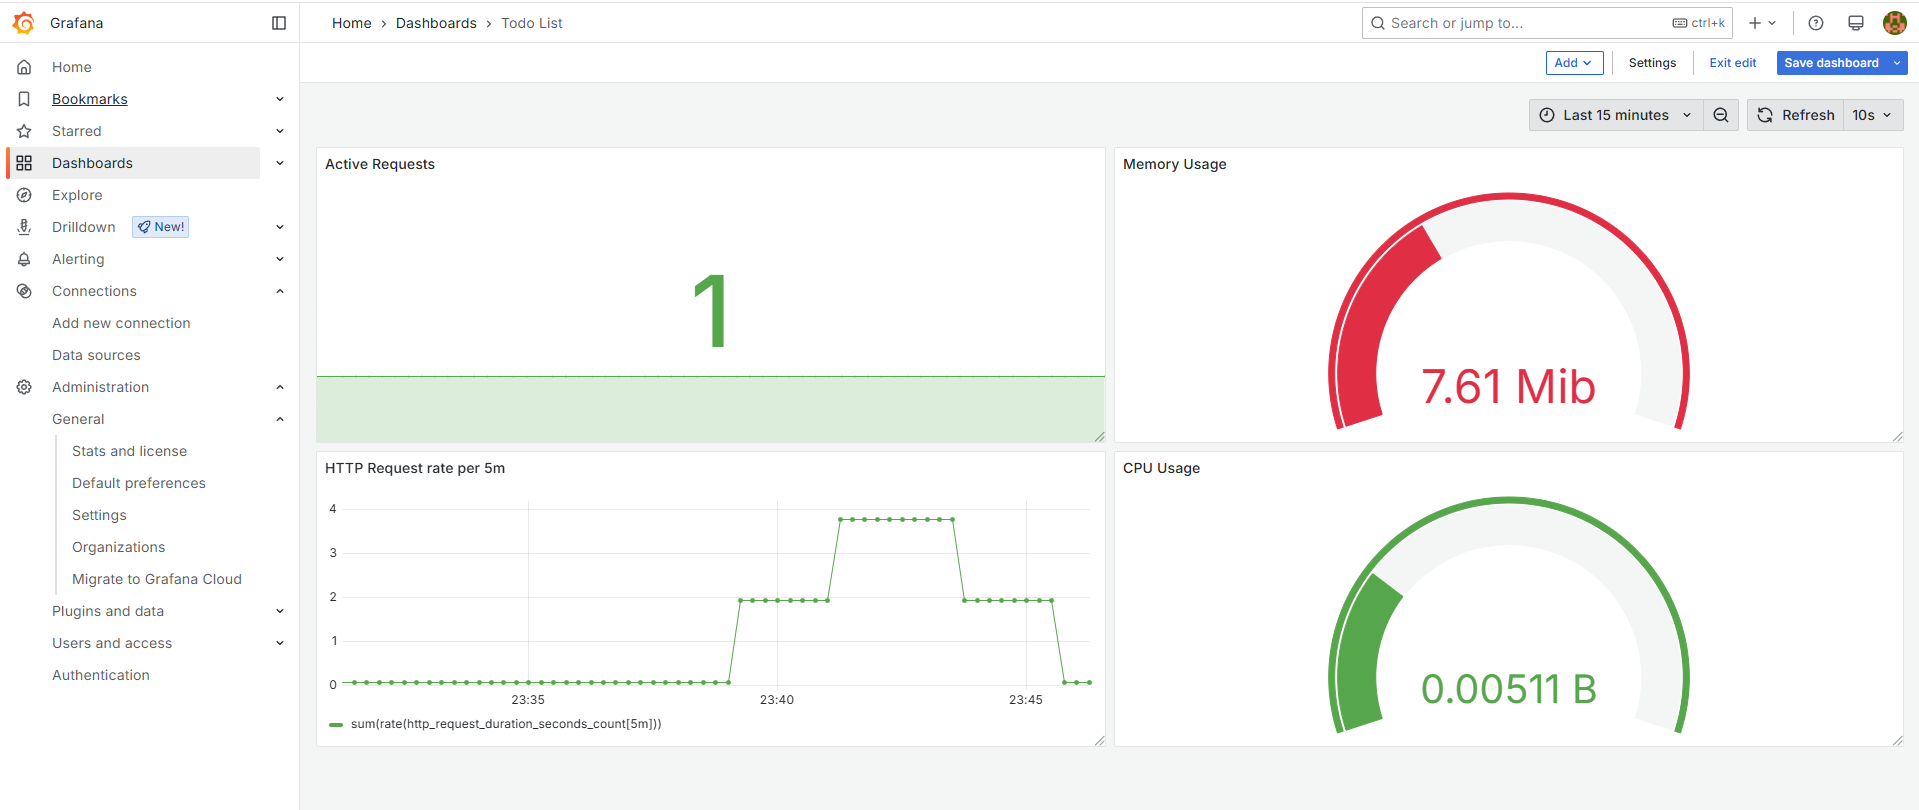 Grafana
Home › Dashboards › Todo List
Search or jump to...
ctrl+k
Home
Bookmarks
Starred
Dashboards
Explore
Drilldown New!
Alerting
Connections
Add new connection
Data sources
Administration
General
Stats and license
Default preferences
Settings
Organizations
Migrate to Grafana Cloud
Plugins and data
Users and access
Authentication
Add
Settings
Exit edit
Save dashboard
Last 15 minutes
Refresh
10s
Active Requests
1
Memory Usage
7.61 Mib
HTTP Request rate per 5m
4
3
2
1
0
23:35
23:40
23:45
sum(rate(http_request_duration_seconds_count[5m]))
CPU Usage
0.00511 B